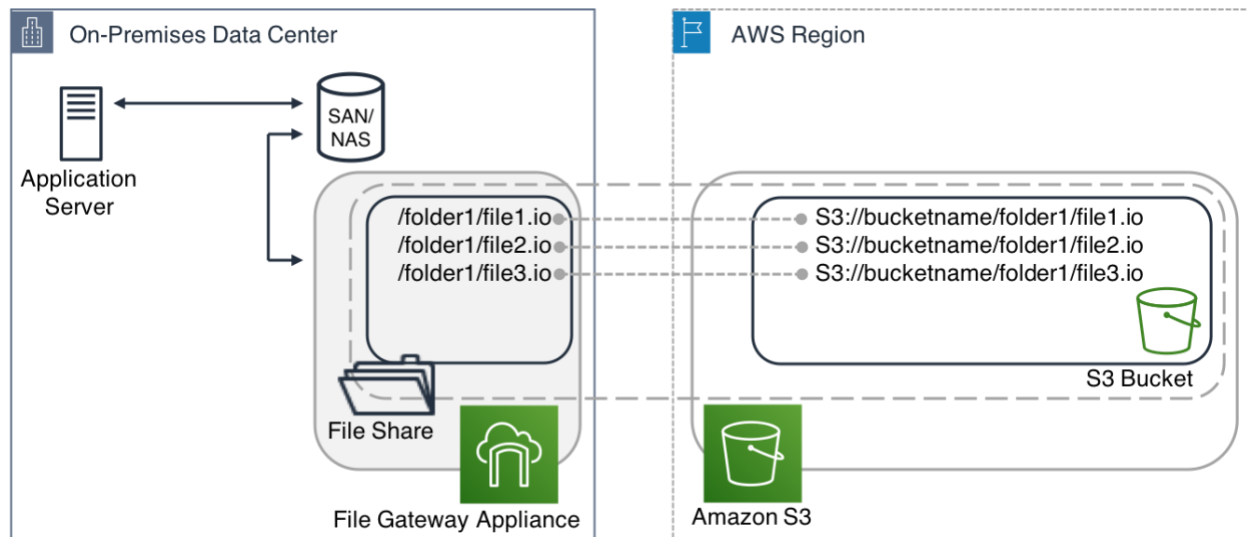 On-Premises Data Center
AWS Region
SAN/
NAS
Application
Server
/folder1/file1.io
/folder1/file2.io
/folder1/file3.io
S3://bucketname/folder1/file1.io
S3://bucketname/folder1/file2.io
S3://bucketname/folder1/file3.io
S3 Bucket
File Share
File Gateway Appliance
Amazon S3